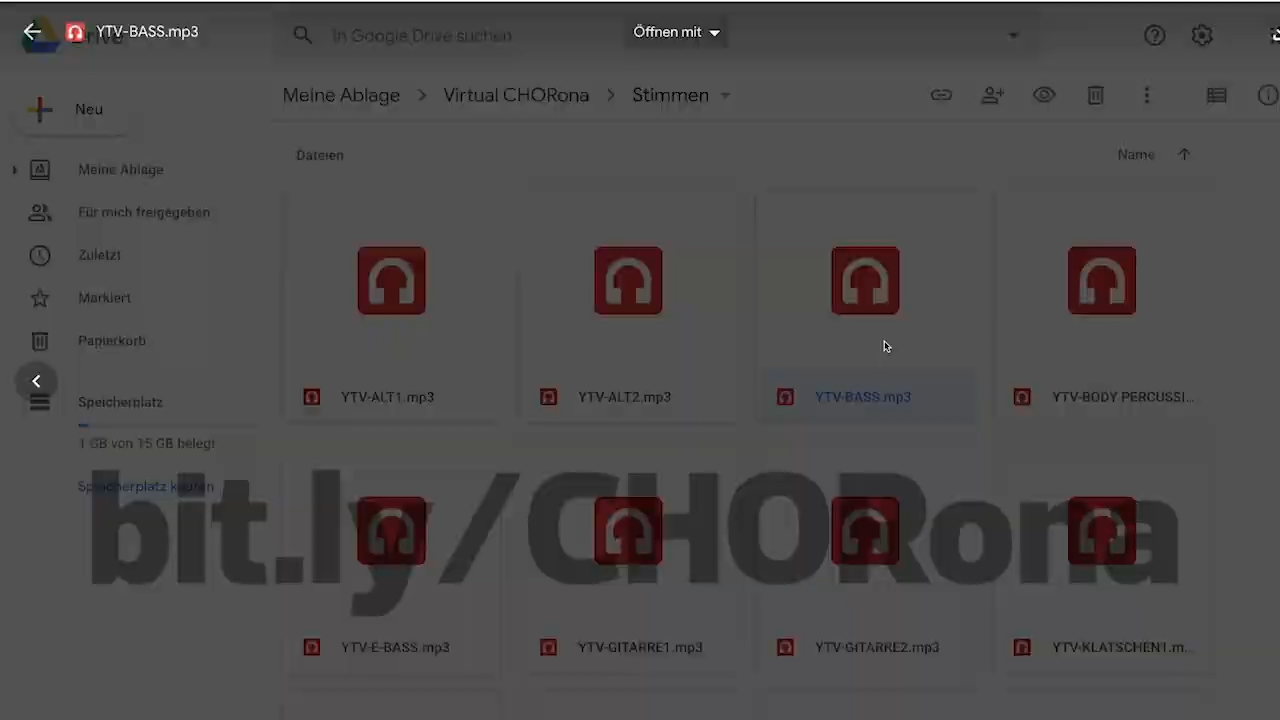 YTV-BASS.mp3
Öffnen mit
Drive
In Google Drive suchen
Neu
Meine Ablage
Virtual CHORona
Stimmen
Meine Ablage
Für mich freigegeben
Zuletzt
Markiert
Papierkorb
Speicherplatz
1 GB von 15 GB belegt
Speicherplatz kaufen
Dateien
Name
YTV-ALT1.mp3
YTV-ALT2.mp3
YTV-BASS.mp3
YTV-BODY PERCUSSI...
bit.ly/CHORona
YTV-E-BASS.mp3
YTV-GITARRE1.mp3
YTV-GITARRE2.mp3
YTV-KLATSCHEN1.m...